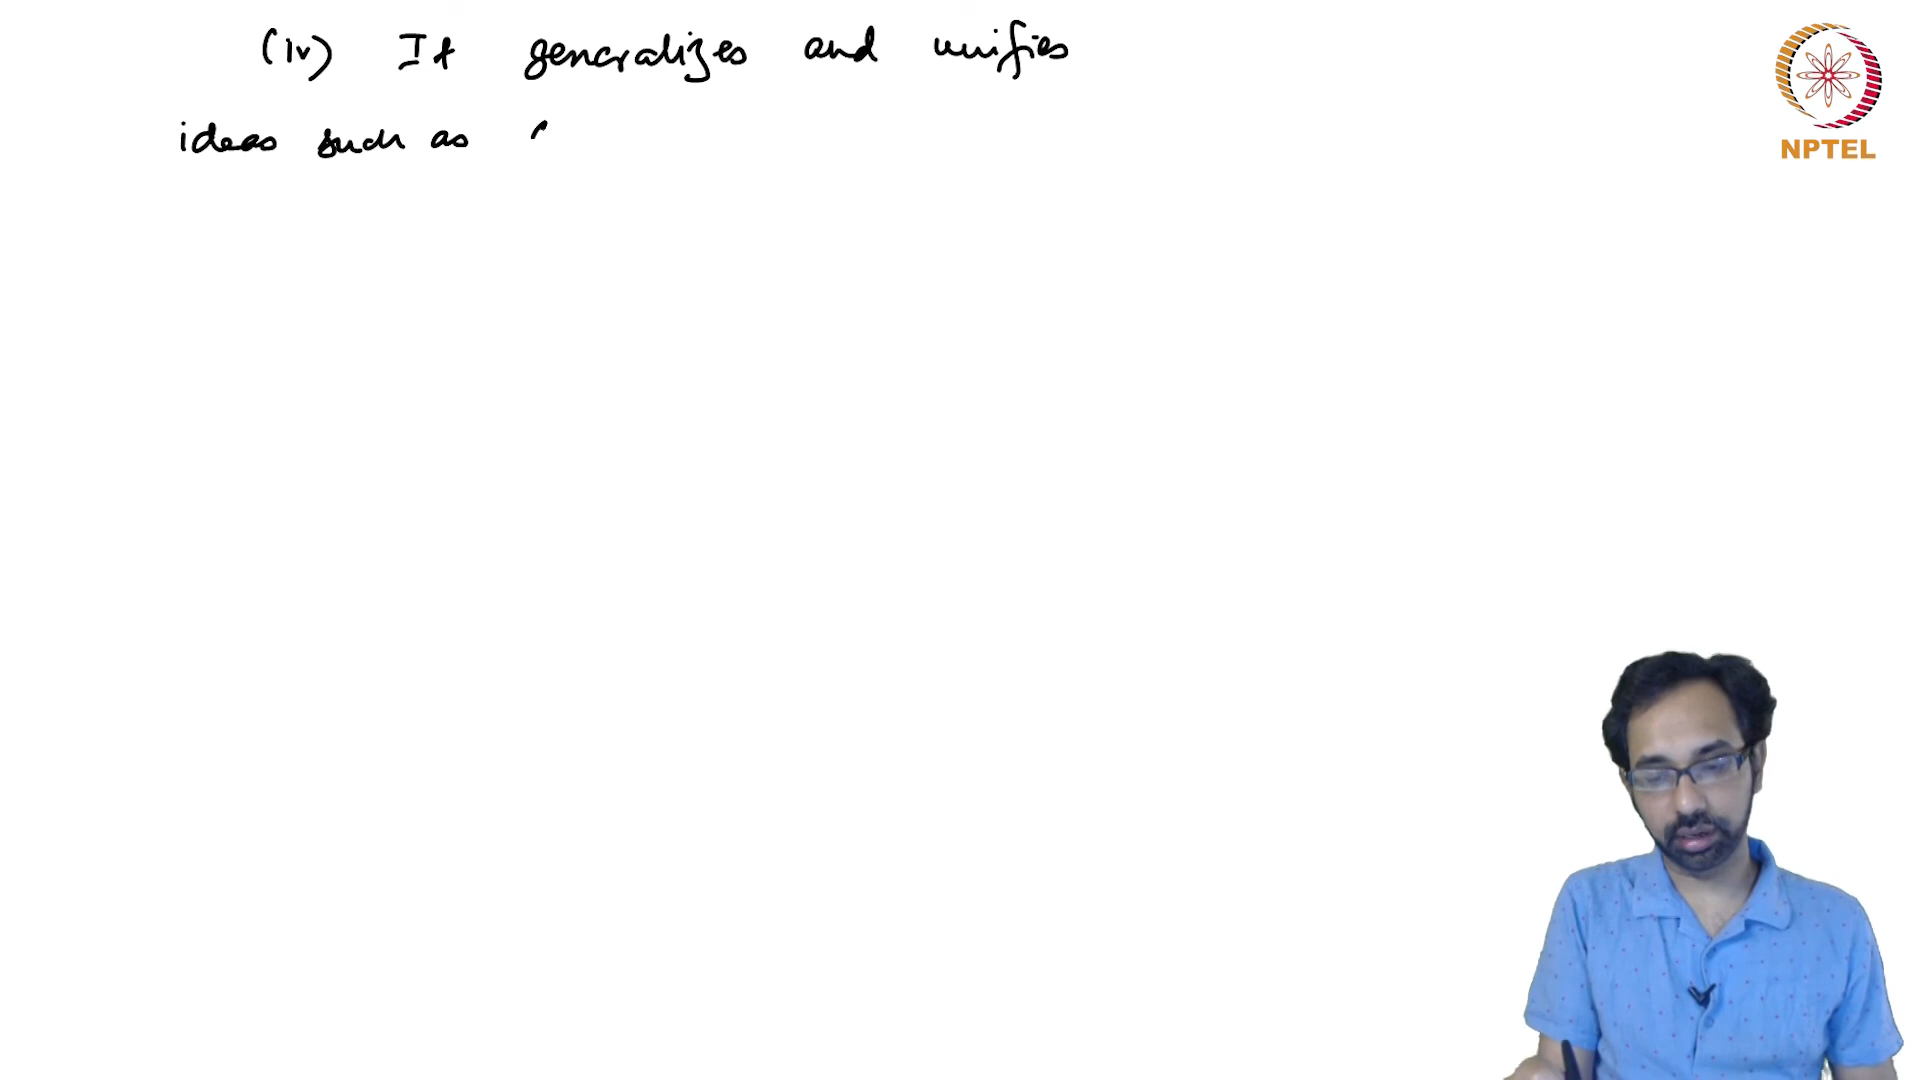 (iv) It generalizes and unifies
ideas such as
NPTEL